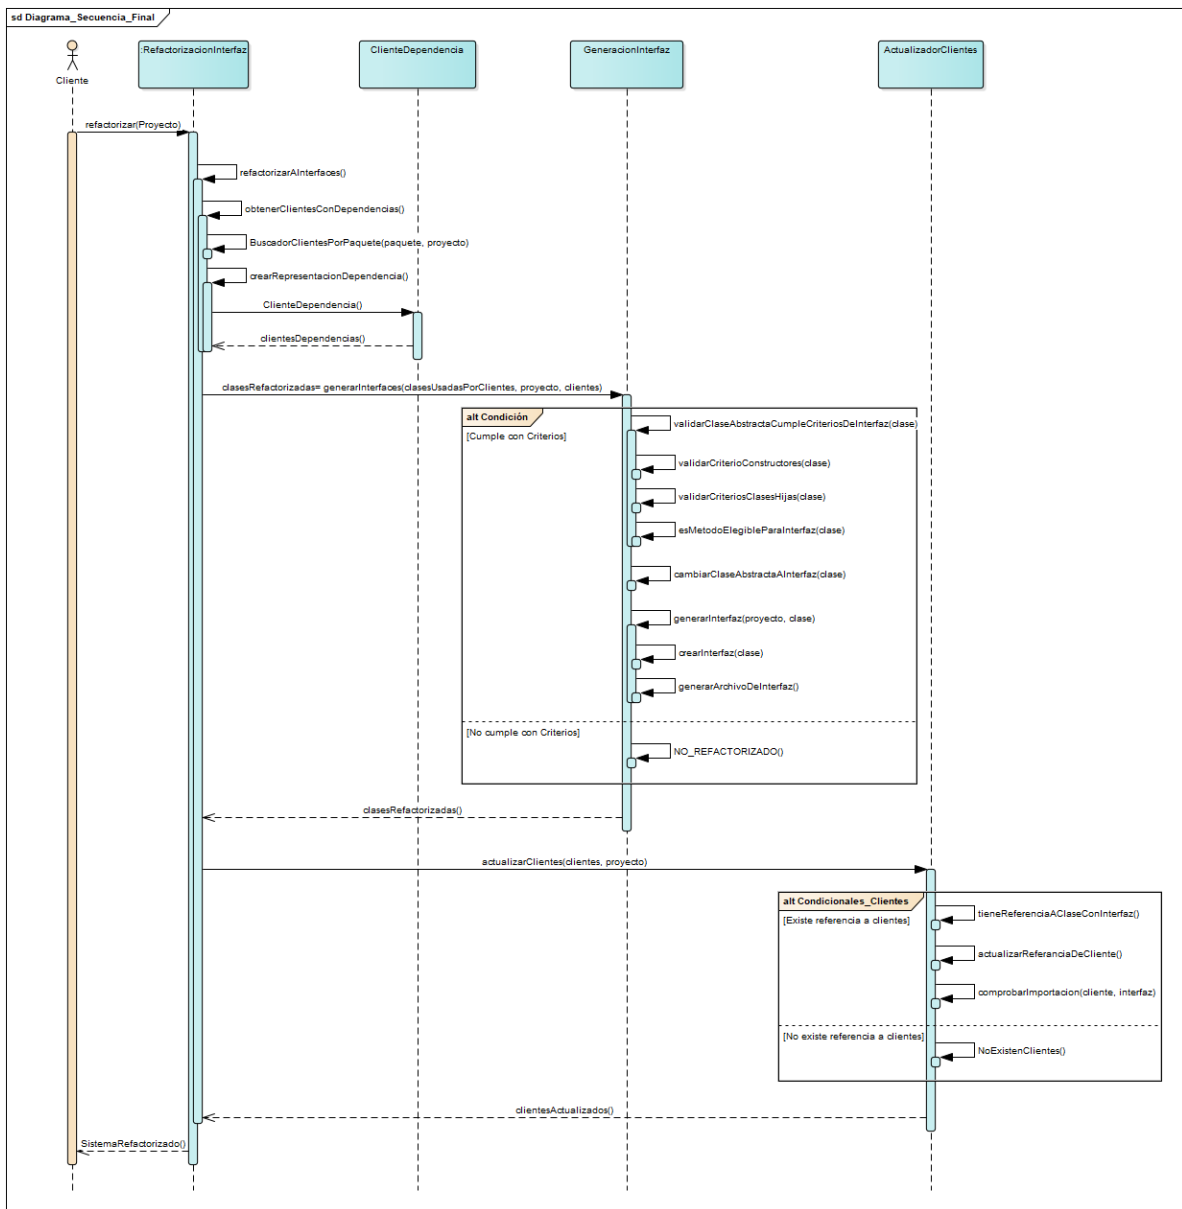 sd Diagrama_Secuencia_Final
Cliente
:RefactorizacionInterfaz
ClienteDependencia
GeneracionInterfaz
ActualizadorClientes
refactorizar(Proyecto)
refactorizarAInterfaces()
obtenerClientesConDependencias()
BuscadorClientesPorPaquete(paquete, proyecto)
crearRepresentacionDependencia()
ClienteDependencia()
clientesDependencias()
clasesRefactorizadas= generarInterfaces(clasesUsadasPorClientes, proyecto, clientes)
alt Condición
[Cumple con Criterios]
validarClaseAbstractaCumpleCriteriosDeInterfaz(clase)
validarCriterioConstructores(clase)
validarCriteriosClasesHijas(clase)
esMetodoElegibleParaInterfaz(clase)
cambiarClaseAbstractaAInterfaz(clase)
generarInterfaz(proyecto, clase)
crearInterfaz(clase)
generarArchivoDeInterfaz()
[No cumple con Criterios]
NO_REFACTORIZADO()
clasesRefactorizadas()
actualizarClientes(clientes, proyecto)
alt Condicionales_Clientes
[Existe referencia a clientes]
tieneReferenciaAClaseConInterfaz()
actualizarReferanciaDeCliente()
comprobarImportacion(cliente, interfaz)
[No existe referencia a clientes]
NoExistenClientes()
clientesActualizados()
SistemaRefactorizado()